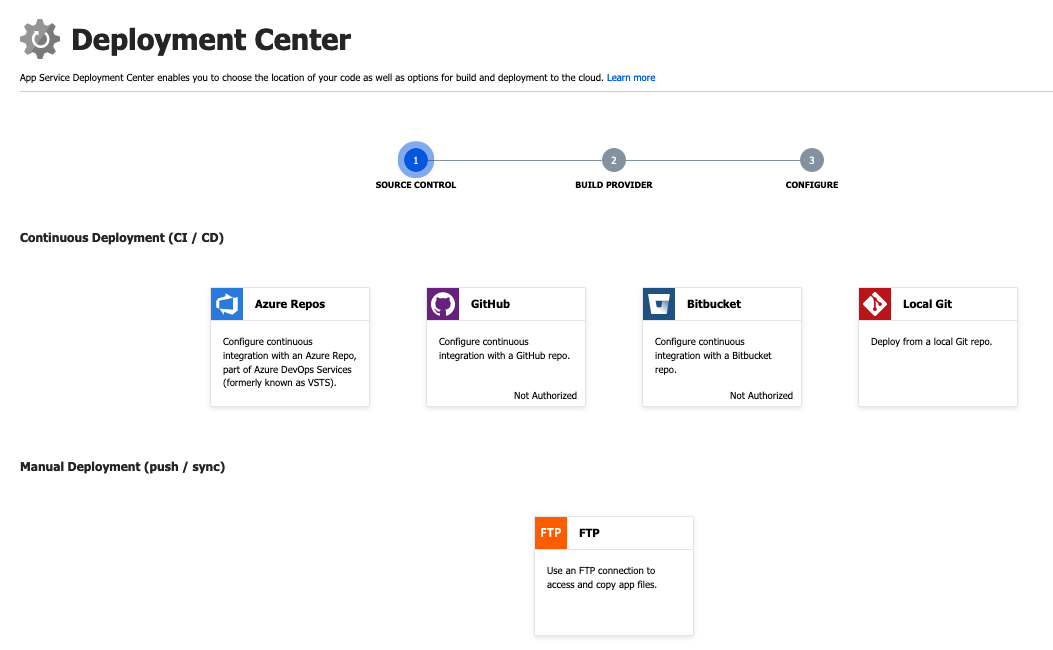 Deployment Center
App Service Deployment Center enables you to choose the location of your code as well as options for build and deployment to the cloud. Learn more
1
2
3
SOURCE CONTROL
BUILD PROVIDER
CONFIGURE
Continuous Deployment (CI / CD)
Azure Repos
Configure continuous
integration with an Azure Repo,
part of Azure DevOps Services
(formerly known as VSTS).
GitHub
Configure continuous
integration with a GitHub repo.
Not Authorized
Bitbucket
Configure continuous
integration with a Bitbucket
repo.
Not Authorized
Local Git
Deploy from a local Git repo.
Manual Deployment (push / sync)
FTP
FTP
Use an FTP connection to
access and copy app files.